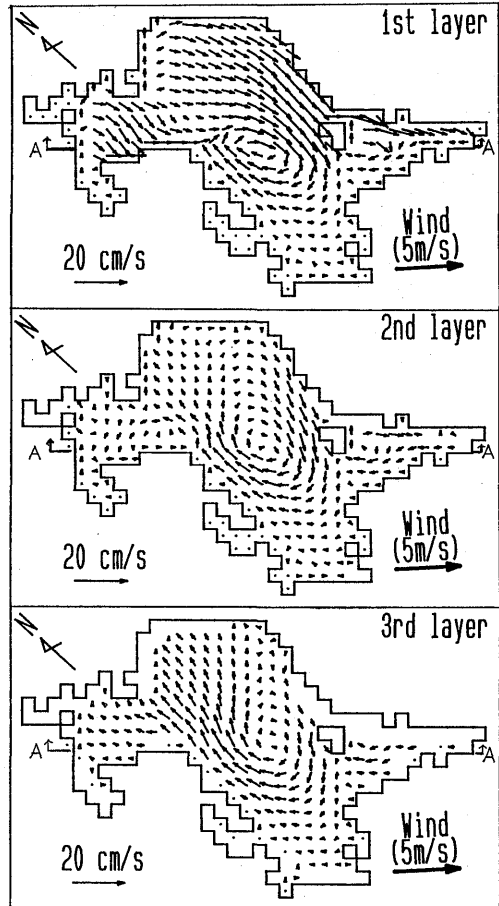 1st layer
N
A
A
20 cm/s
Wind
(5m/s)
2nd layer
N
A
A
20 cm/s
Wind
(5m/s)
3rd layer
N
A
A
20 cm/s
Wind
(5m/s)